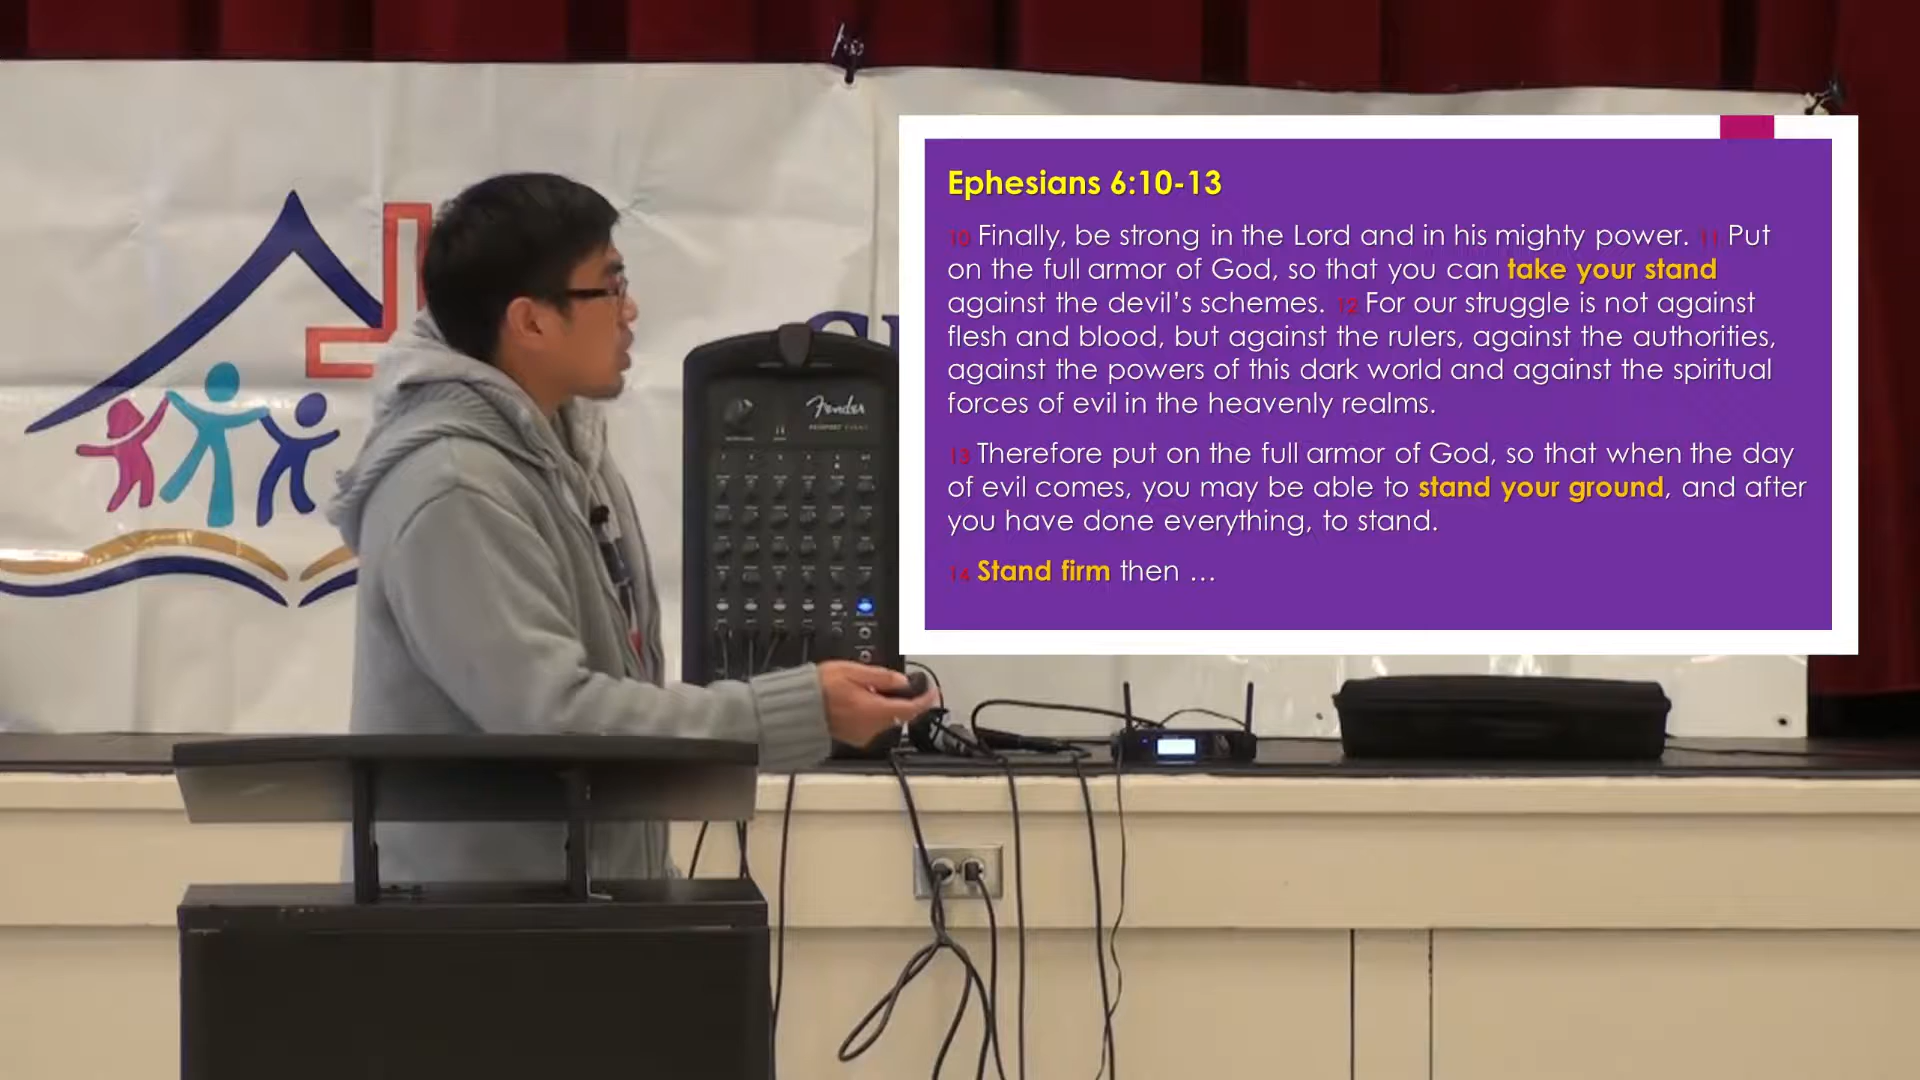 Ephesians 6:10-13
10 Finally, be strong in the Lord and in his mighty power. 11 Put
on the full armor of God, so that you can take your stand
against the devil's schemes. 12 For our struggle is not against
flesh and blood, but against the rulers, against the authorities,
against the powers of this dark world and against the spiritual
forces of evil in the heavenly realms.
13 Therefore put on the full armor of God, so that when the day
of evil comes, you may be able to stand your ground, and after
you have done everything, to stand.
14 Stand firm then …
Fender